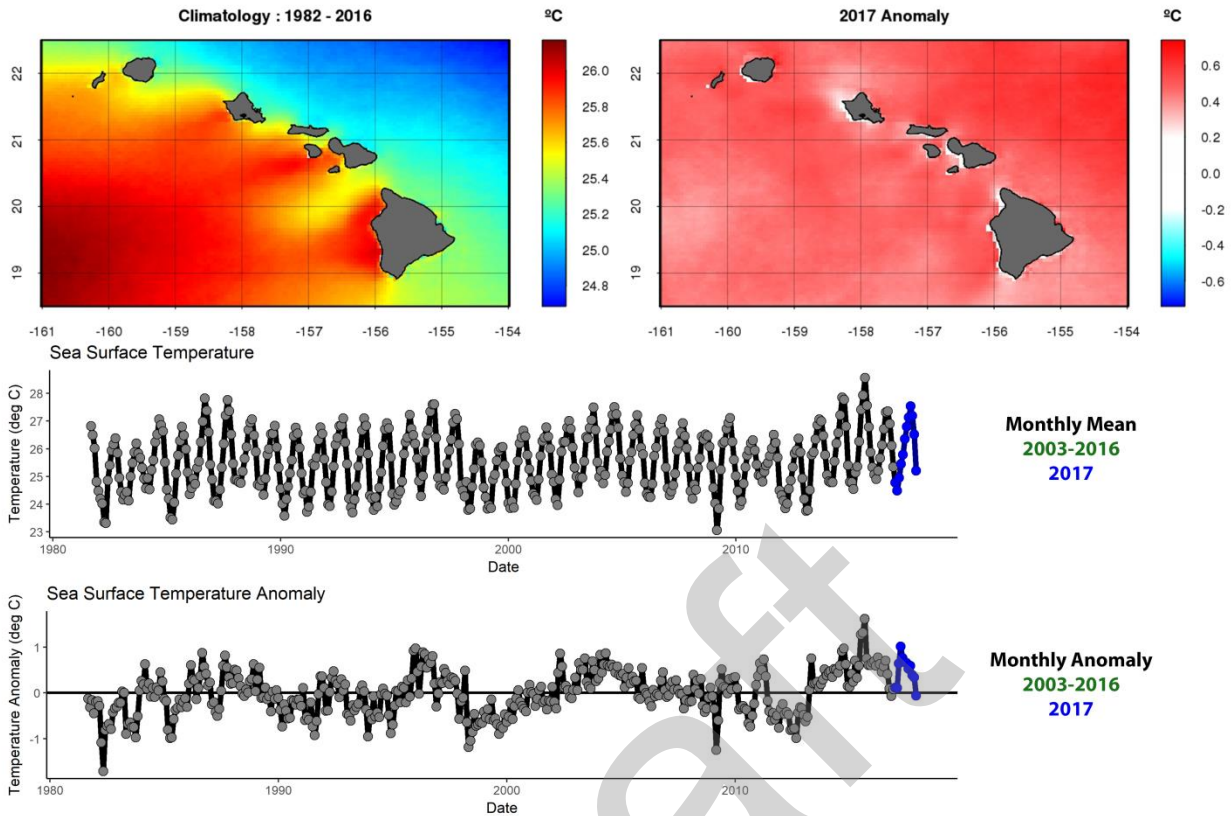 Climatology : 1982 - 2016
ºC
22
21
20
19
-161 -160 -159 -158 -157 -156 -155 -154
26.0
25.8
25.6
25.4
25.2
25.0
24.8
2017 Anomaly
ºC
22
21
20
19
-161 -160 -159 -158 -157 -156 -155 -154
0.6
0.4
0.2
0.0
-0.2
-0.4
-0.6
Sea Surface Temperature
Temperature (deg C)
28
27
26
25
24
23
1980 1990 2000 2010
Date
Monthly Mean
2003-2016
2017
Sea Surface Temperature Anomaly
Temperature Anomaly (deg C)
1
0
-1
1980 1990 2000 2010
Date
Monthly Anomaly
2003-2016
2017